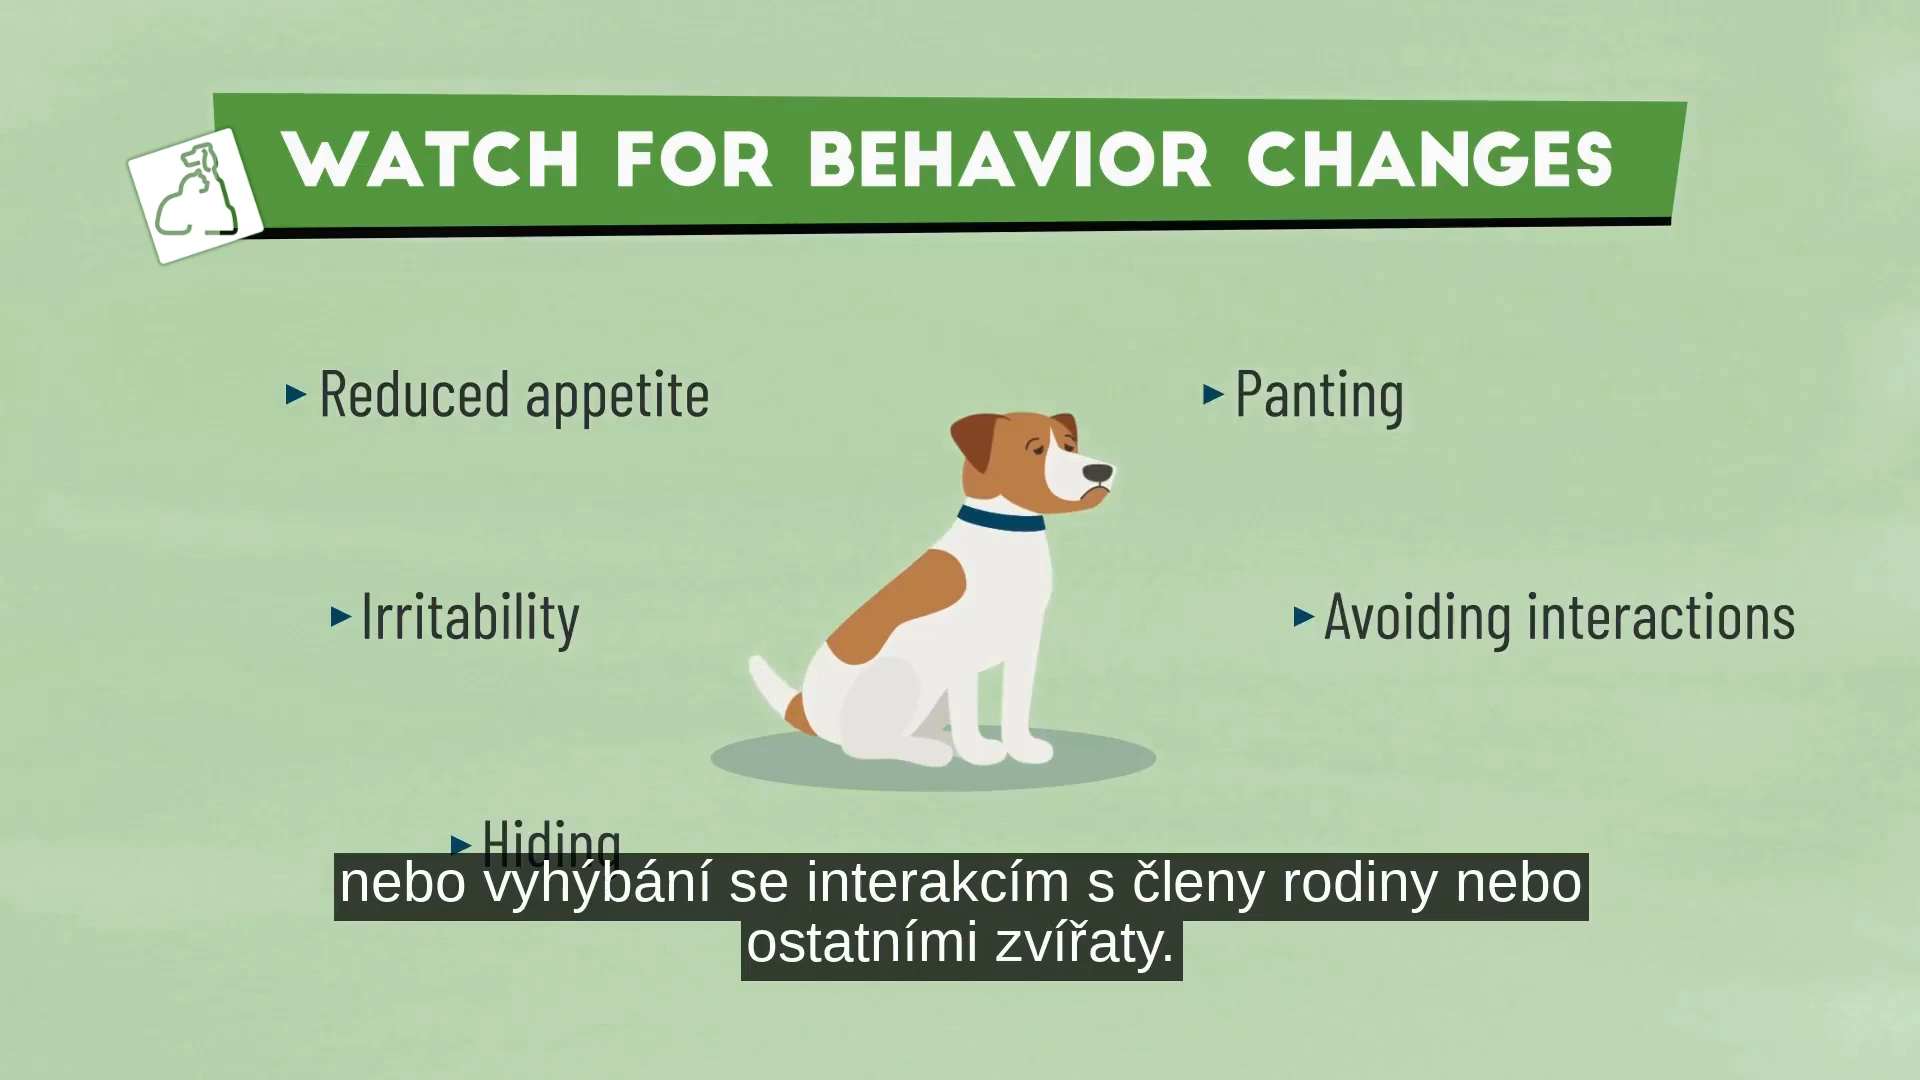 WATCH FOR BEHAVIOR CHANGES
Reduced appetite
Panting
Irritability
Avoiding interactions
Hiding
nebo vyhýbání se interakcím s členy rodiny nebo
ostatními zvířaty.